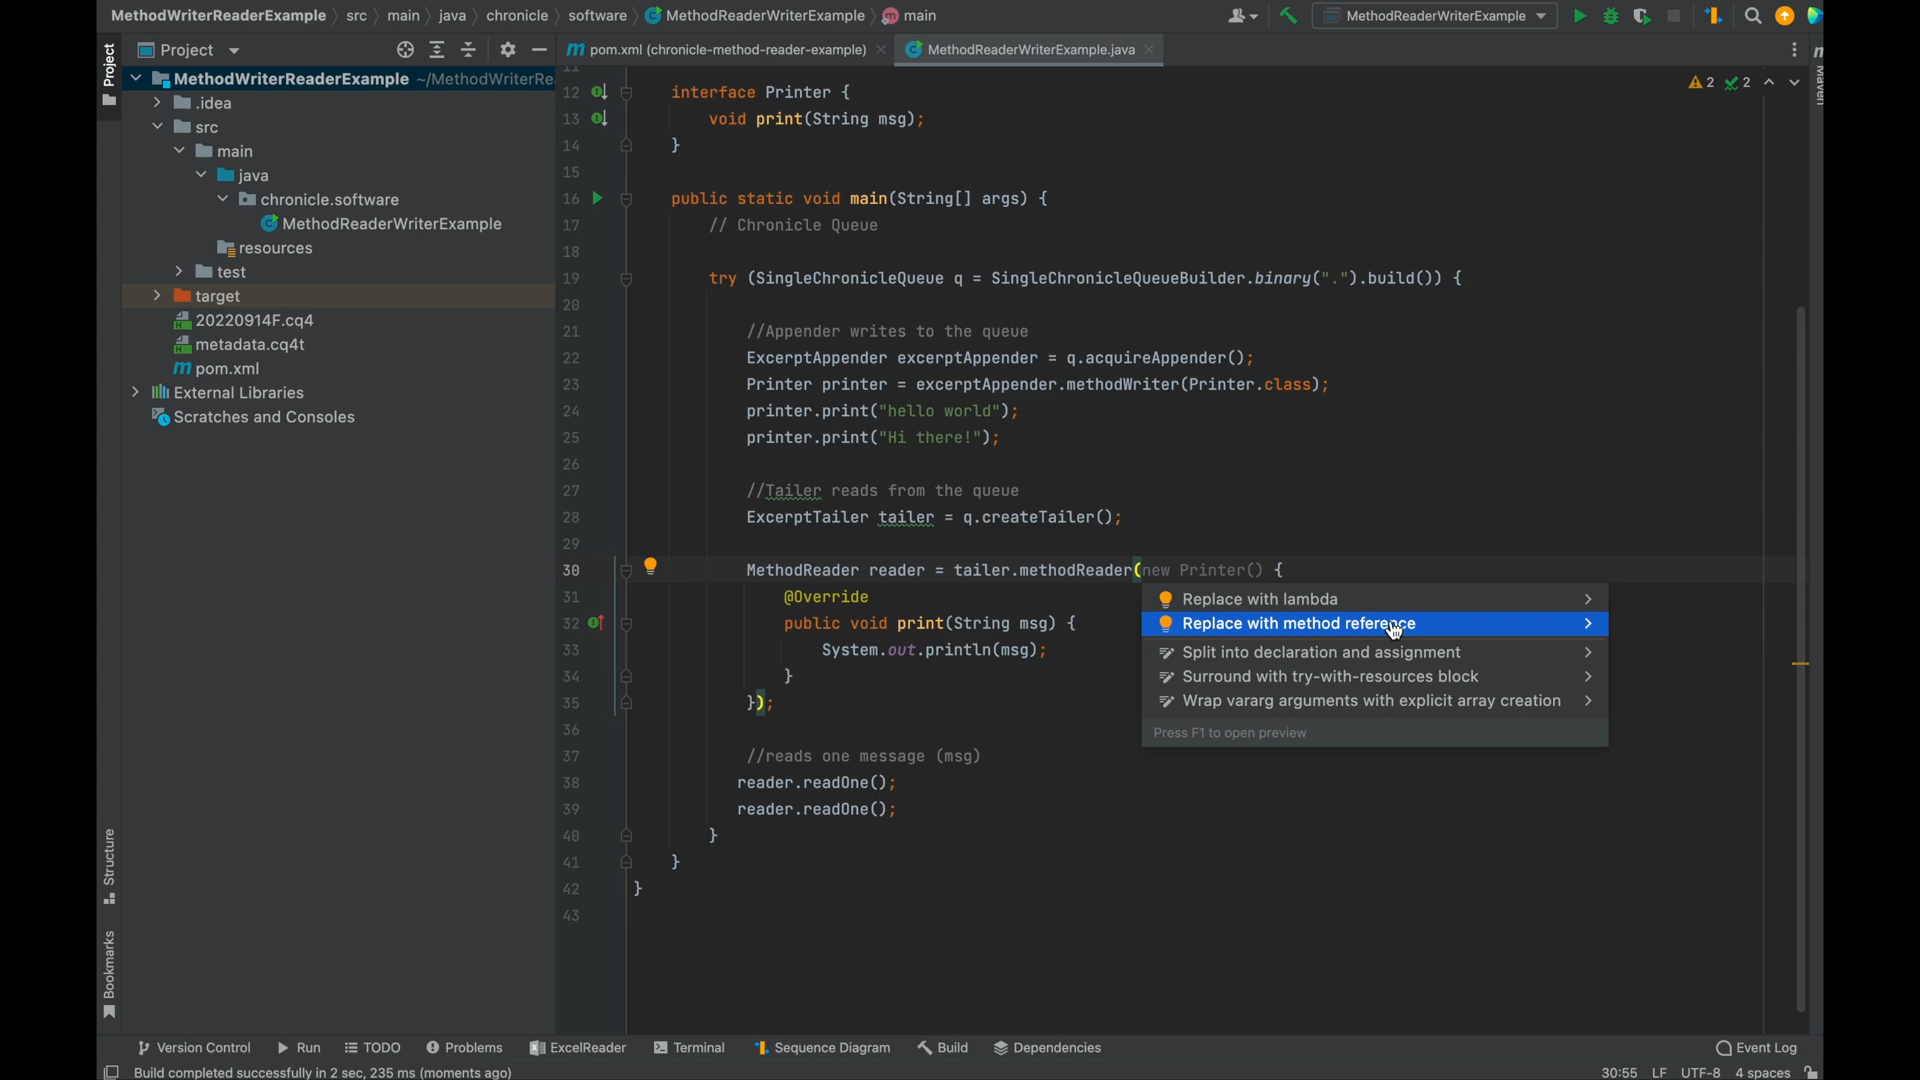 MethodWriterReaderExample src main java chronicle software MethodReaderWriterExample main
MethodReaderWriterExample
Project
pom.xml (chronicle-method-reader-example)
MethodReaderWriterExample.java
Project
MethodWriterReaderExample ~/MethodWriterRe
.idea
src
main
java
chronicle.software
MethodReaderWriterExample
resources
test
target
20220914F.cq4
metadata.cq4t
pom.xml
External Libraries
Scratches and Consoles
Structure
Bookmarks
Maven
2 2
12 interface Printer {
13 void print(String msg);
14 }
15
16 public static void main(String[] args) {
17 // Chronicle Queue
18
19 try (SingleChronicleQueue q = SingleChronicleQueueBuilder.binary(".").build()) {
20
21 //Appender writes to the queue
22 ExcerptAppender excerptAppender = q.acquireAppender();
23 Printer printer = excerptAppender.methodWriter(Printer.class);
24 printer.print("hello world");
25 printer.print("Hi there!");
26
27 //Tailer reads from the queue
28 ExcerptTailer tailer = q.createTailer();
29
30 MethodReader reader = tailer.methodReader(new Printer() {
31 @Override
32 public void print(String msg) {
33 System.out.println(msg);
34 }
35 });
36
37 //reads one message (msg)
38 reader.readOne();
39 reader.readOne();
40 }
41 }
42 }
43
Replace with lambda
Replace with method reference
Split into declaration and assignment
Surround with try-with-resources block
Wrap vararg arguments with explicit array creation
Press F1 to open preview
Version Control Run TODO Problems ExcelReader Terminal Sequence Diagram Build Dependencies Event Log
Build completed successfully in 2 sec, 235 ms (moments ago) 30:55 LF UTF-8 4 spaces